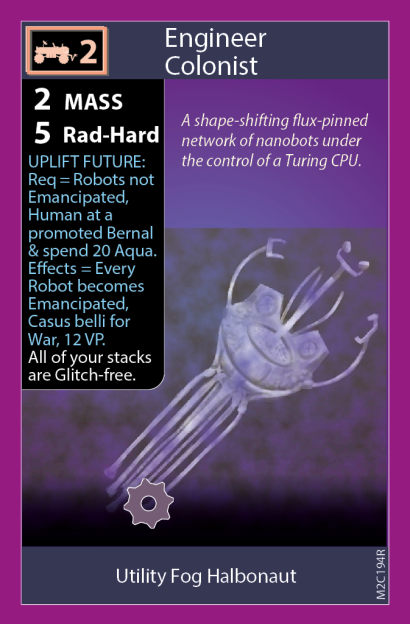 v 2
Engineer
Colonist
2 MASS
5 Rad-Hard
UPLIFT FUTURE:
Req = Robots not
Emancipated,
Human at a
promoted Bernal
& spend 20 Aqua.
Effects = Every
Robot becomes
Emancipated,
Casus belli for
War, 12 VP.
All of your stacks
are Glitch-free.
A shape-shifting flux-pinned
network of nanobots under
the control of a Turing CPU.
Utility Fog Halbonaut
M2C194R